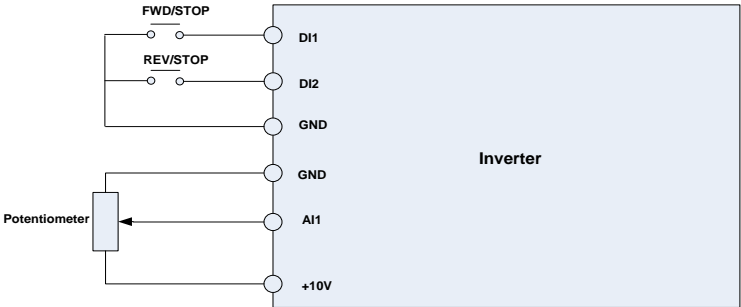 FWD/STOP
DI1
REV/STOP
DI2
GND
Inverter
GND
Potentiometer
AI1
+10V